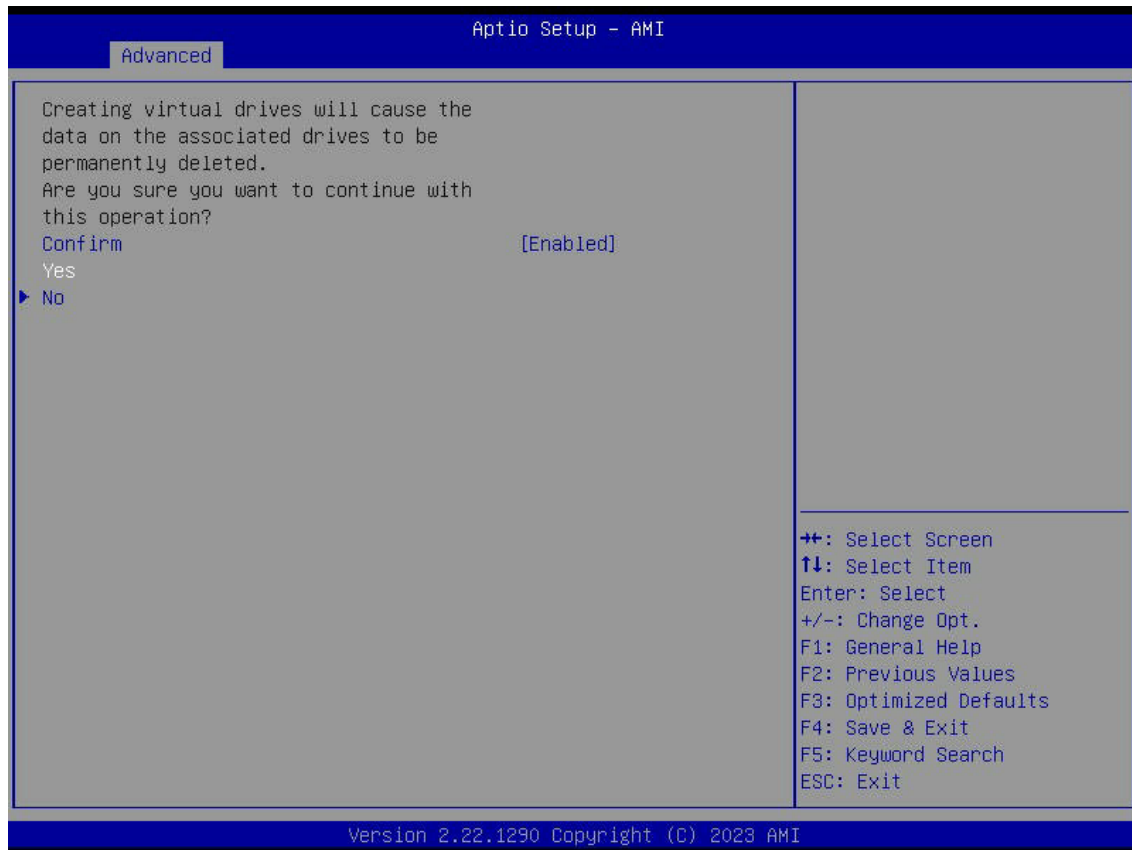 Aptio Setup – AMI
Advanced
Creating virtual drives will cause the
data on the associated drives to be
permanently deleted.
Are you sure you want to continue with
this operation?
Confirm [Enabled]
Yes
▶ No
→←: Select Screen
↑↓: Select Item
Enter: Select
+/-: Change Opt.
F1: General Help
F2: Previous Values
F3: Optimized Defaults
F4: Save & Exit
F5: Keyword Search
ESC: Exit
Version 2.22.1290 Copyright (C) 2023 AMI